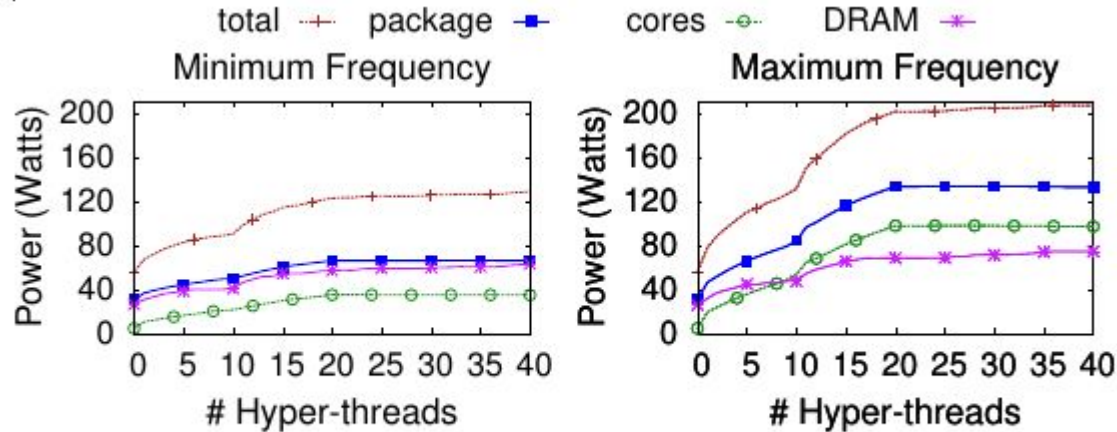 total package cores DRAM
Minimum Frequency
Power (Watts)
200
160
120
80
40
0
0 5 10 15 20 25 30 35 40
# Hyper-threads
Maximum Frequency
Power (Watts)
200
160
120
80
40
0
0 5 10 15 20 25 30 35 40
# Hyper-threads